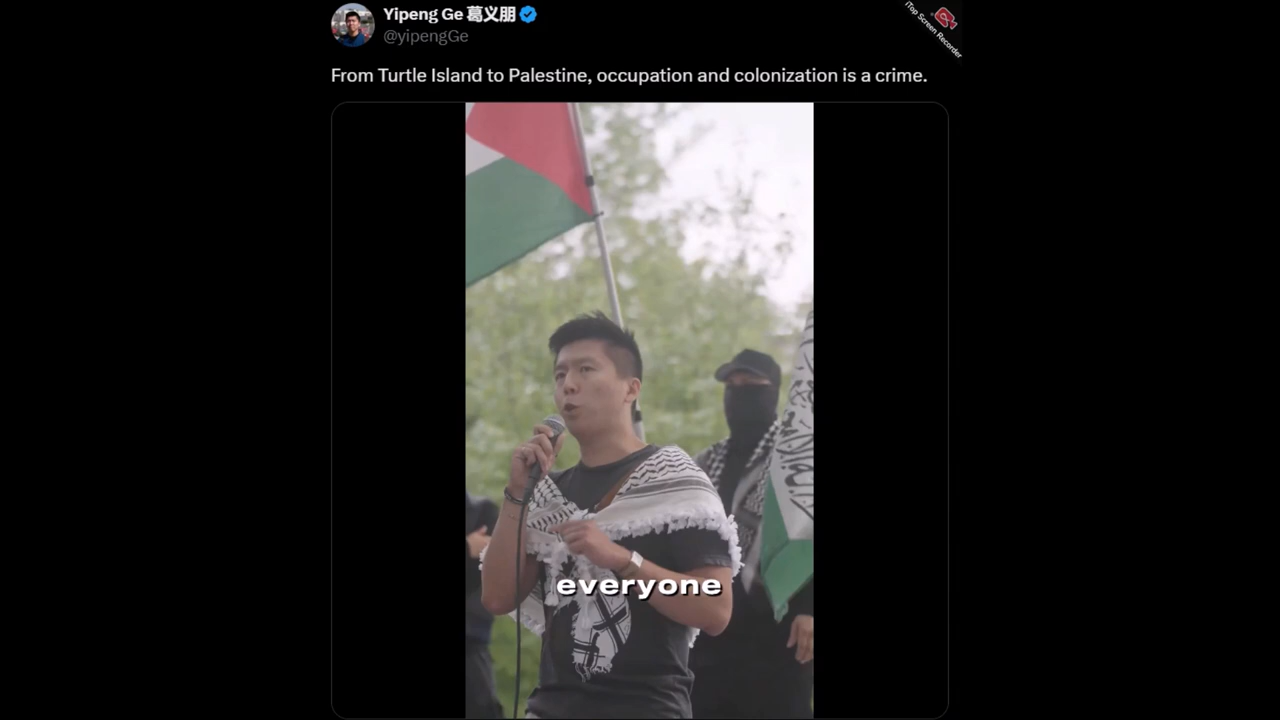 Yipeng Ge 葛义朋
@yipengGe
iTop Screen Recorder
From Turtle Island to Palestine, occupation and colonization is a crime.
everyone